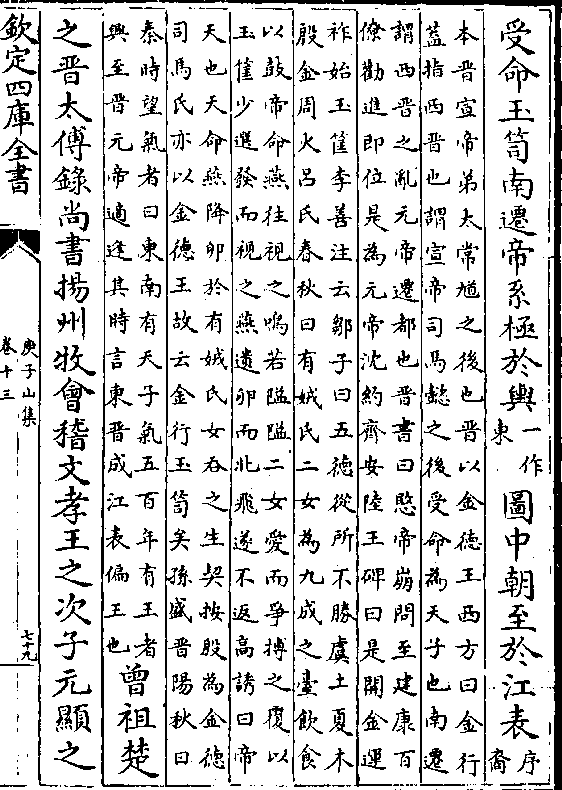 受命玉笥南遷帝系極於輿一作東圖中朝至於江表序裔
本晉宣帝弟太常馗之後也晉以金德王西方曰金行
蓋指西晉也謂宣帝司馬懿之後受命為天子也南遷
謂西晉之亂元帝遷都也晉書曰愍帝崩問至建康百
僚勸進即位是為元帝沈約齊安陸王碑曰是開金運
祚始玉筐李善注云鄒子曰五德從所不勝虞土夏木
殷金周火呂氏春秋曰有娀氏二女為九成之臺飲食
以鼓帝命燕往視之鳴若隘隘二女愛而爭搏之覆以
玉筐少選發而視之燕遺卵而北飛遂不返高誘曰帝
天也天命燕降卵於有娀氏女吞之生契按殷為金德
司馬氏亦以金德王故云金行玉笥矣孫盛晉陽秋曰
秦時望氣者曰東南有天子氣五百年有王者
興至晉元帝適逢其時言東晉成江表偏王也
曾祖楚
之晉太傅錄尚書揚州牧會稽文孝王之次子元顯之
欽定四庫全書
庾子山集
卷十三
七十九